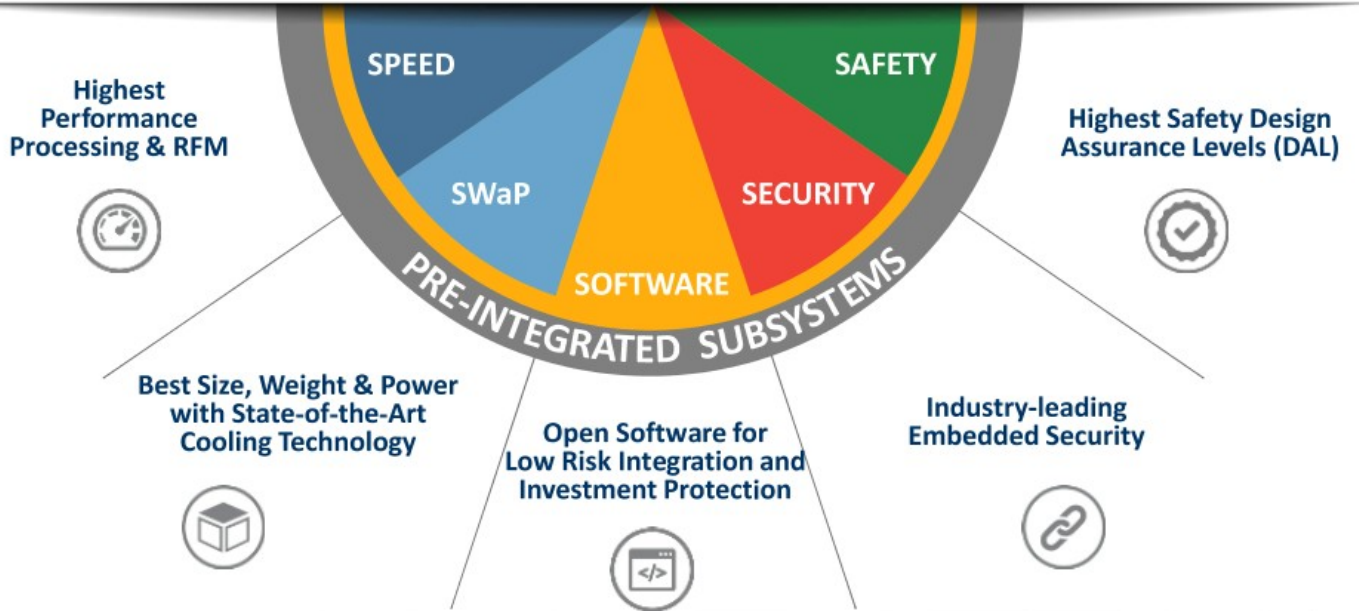 SPEED
SAFETY
SWaP
SECURITY
SOFTWARE
PRE-INTEGRATED SUBSYSTEMS
Highest
Performance
Processing & RFM
Highest Safety Design
Assurance Levels (DAL)
Best Size, Weight & Power
with State-of-the-Art
Cooling Technology
Open Software for
Low Risk Integration and
Investment Protection
</>
Industry-leading
Embedded Security